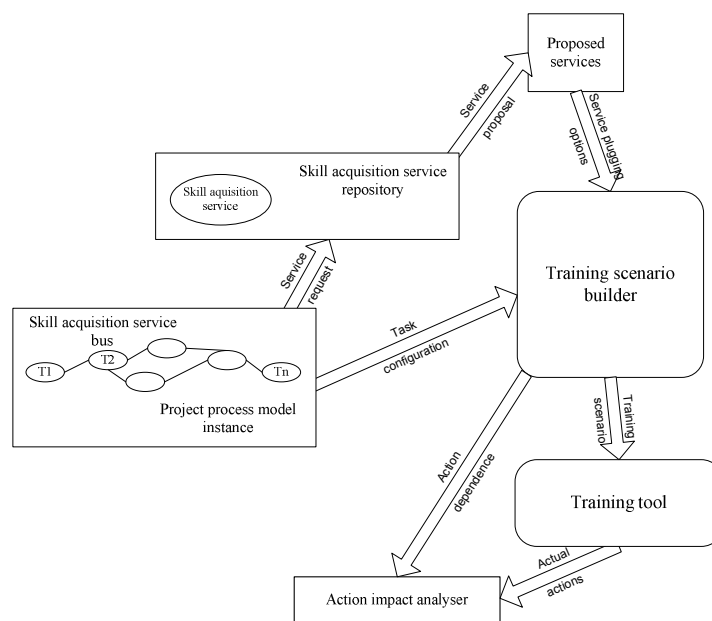 Proposed
services
Service
proposal
Service plugging
options
Skill acquisition service
repository
Skill aquisition
service
Service
request
Training scenario
builder
Skill acquisition service
bus
T1
T2
Tn
Project process model
instance
Task
configuration
Training
scenario
Action
dependence
Training tool
Actual
actions
Action impact analyser